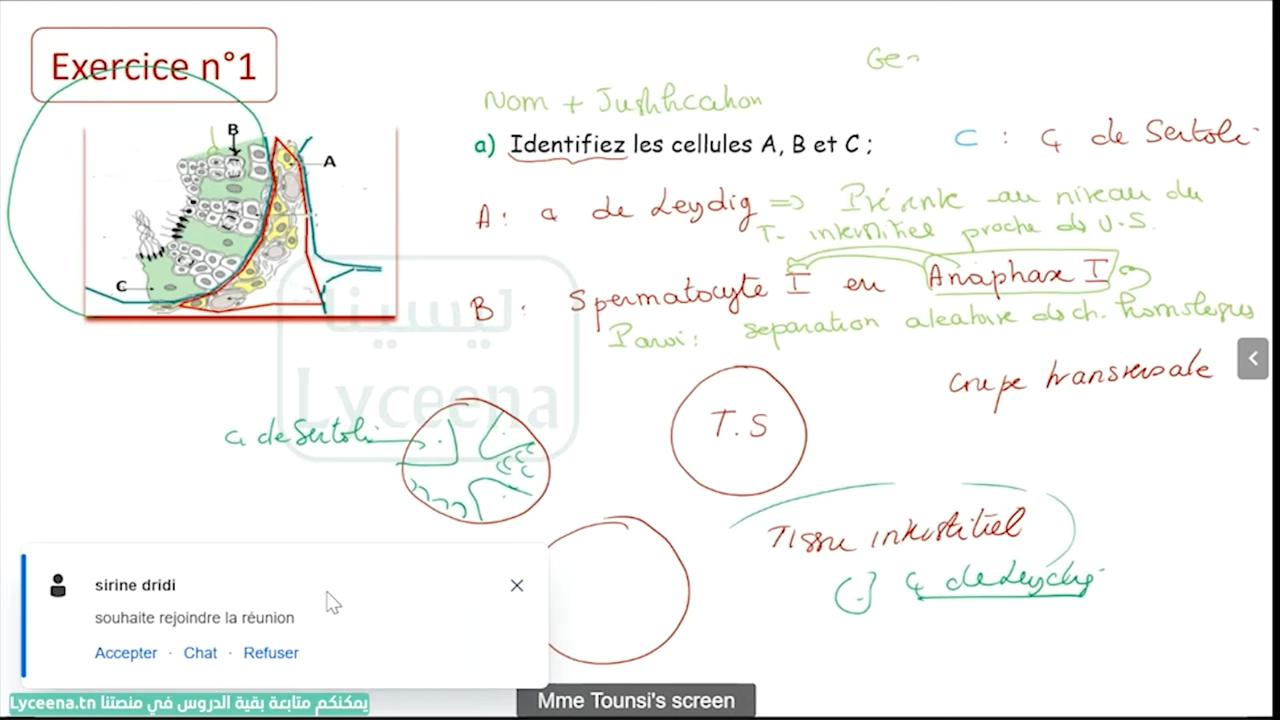 Exercice n°1
Nom + Justification
a) Identifiez les cellules A, B et C ;
C : C de Sertoli
B
A
C
A : C de Leydig => Présente au niveau du
T. interstitiel proche des V.S.
B : Spermatocyte I en Anaphase I
Paroi : séparation aléatoire des ch. homologues
ليسينا
Lyceena
coupe transversale
T.S
C de Sertoli
Tissu interstitiel
C de Leydig
sirine dridi
souhaite rejoindre la réunion
Accepter · Chat · Refuser
يمكنكم متابعة بقية الدروس في منصتنا Lyceena.tn
Mme Tounsi's screen